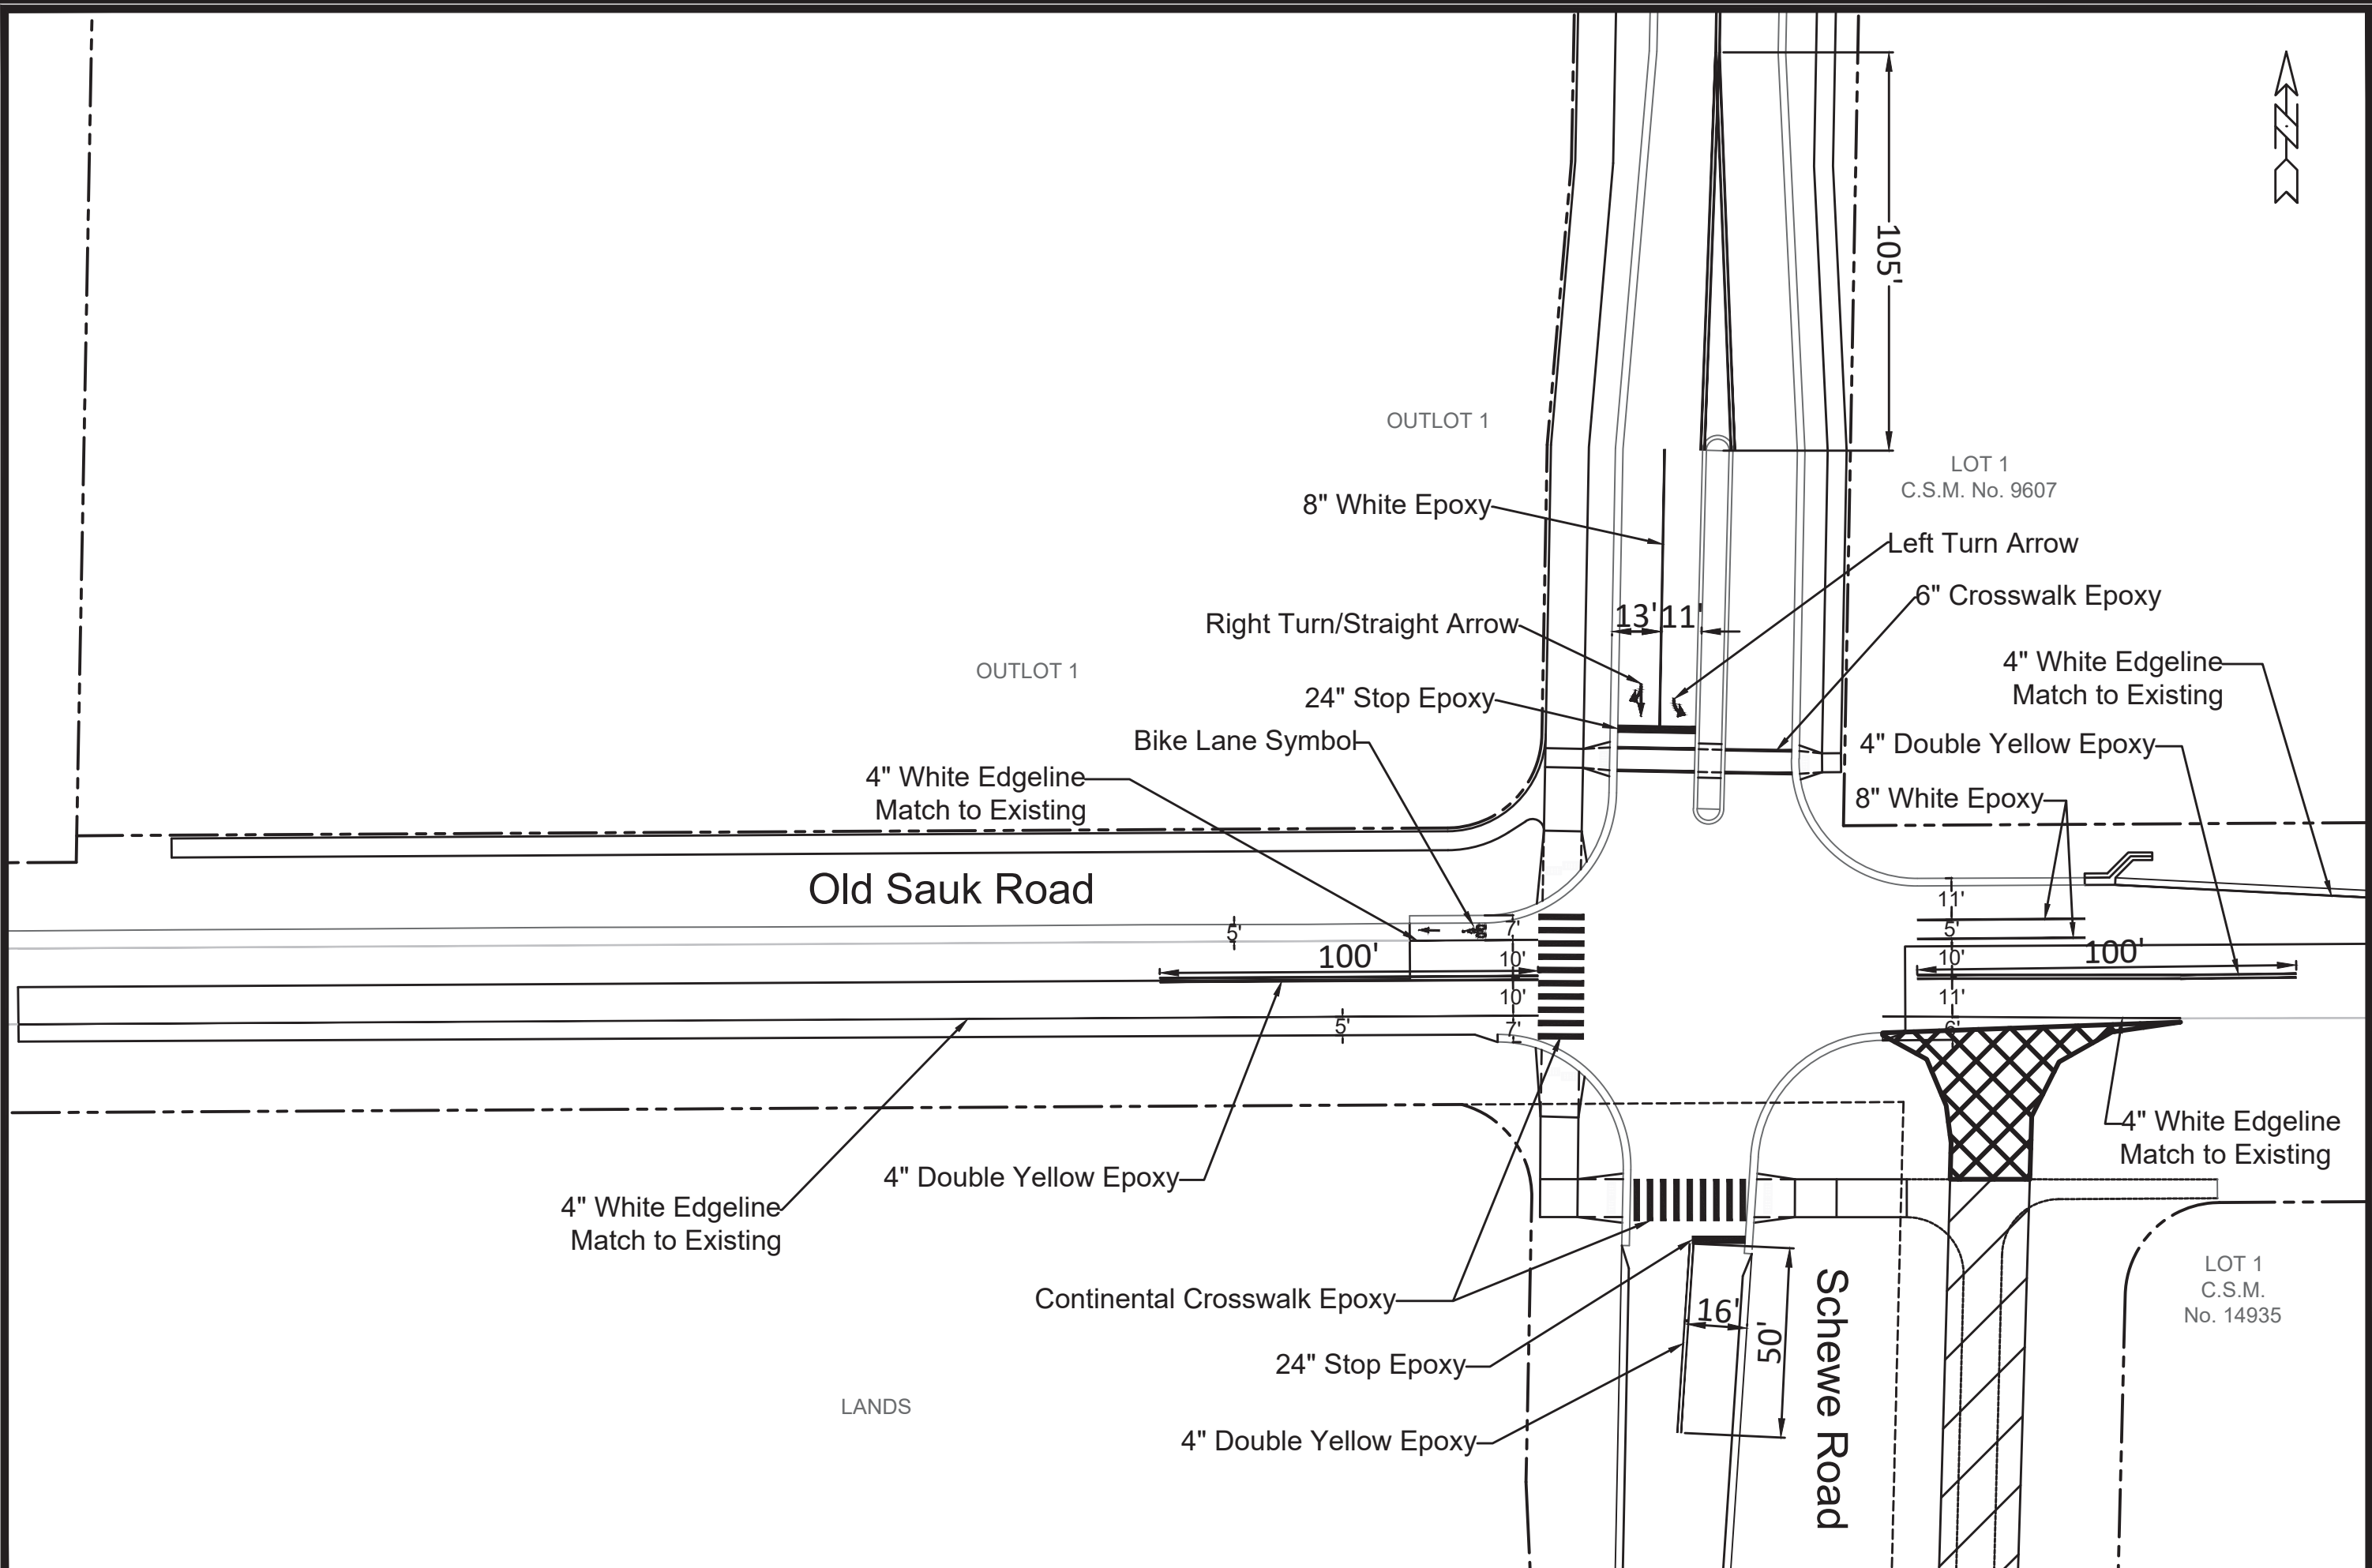 105'
OUTLOT 1
LOT 1
C.S.M. No. 9607
8" White Epoxy
Left Turn Arrow
6" Crosswalk Epoxy
13'
11'
Right Turn/Straight Arrow
OUTLOT 1
4" White Edgeline
Match to Existing
24" Stop Epoxy
Bike Lane Symbol
4" Double Yellow Epoxy
4" White Edgeline
Match to Existing
8" White Epoxy
Old Sauk Road
11'
5'
7'
5'
100'
10'
10'
100'
10'
11'
5'
7'
6'
4" White Edgeline
Match to Existing
4" Double Yellow Epoxy
4" White Edgeline
Match to Existing
Continental Crosswalk Epoxy
LOT 1
C.S.M.
No. 14935
16'
50'
Schewe Road
24" Stop Epoxy
LANDS
4" Double Yellow Epoxy
N